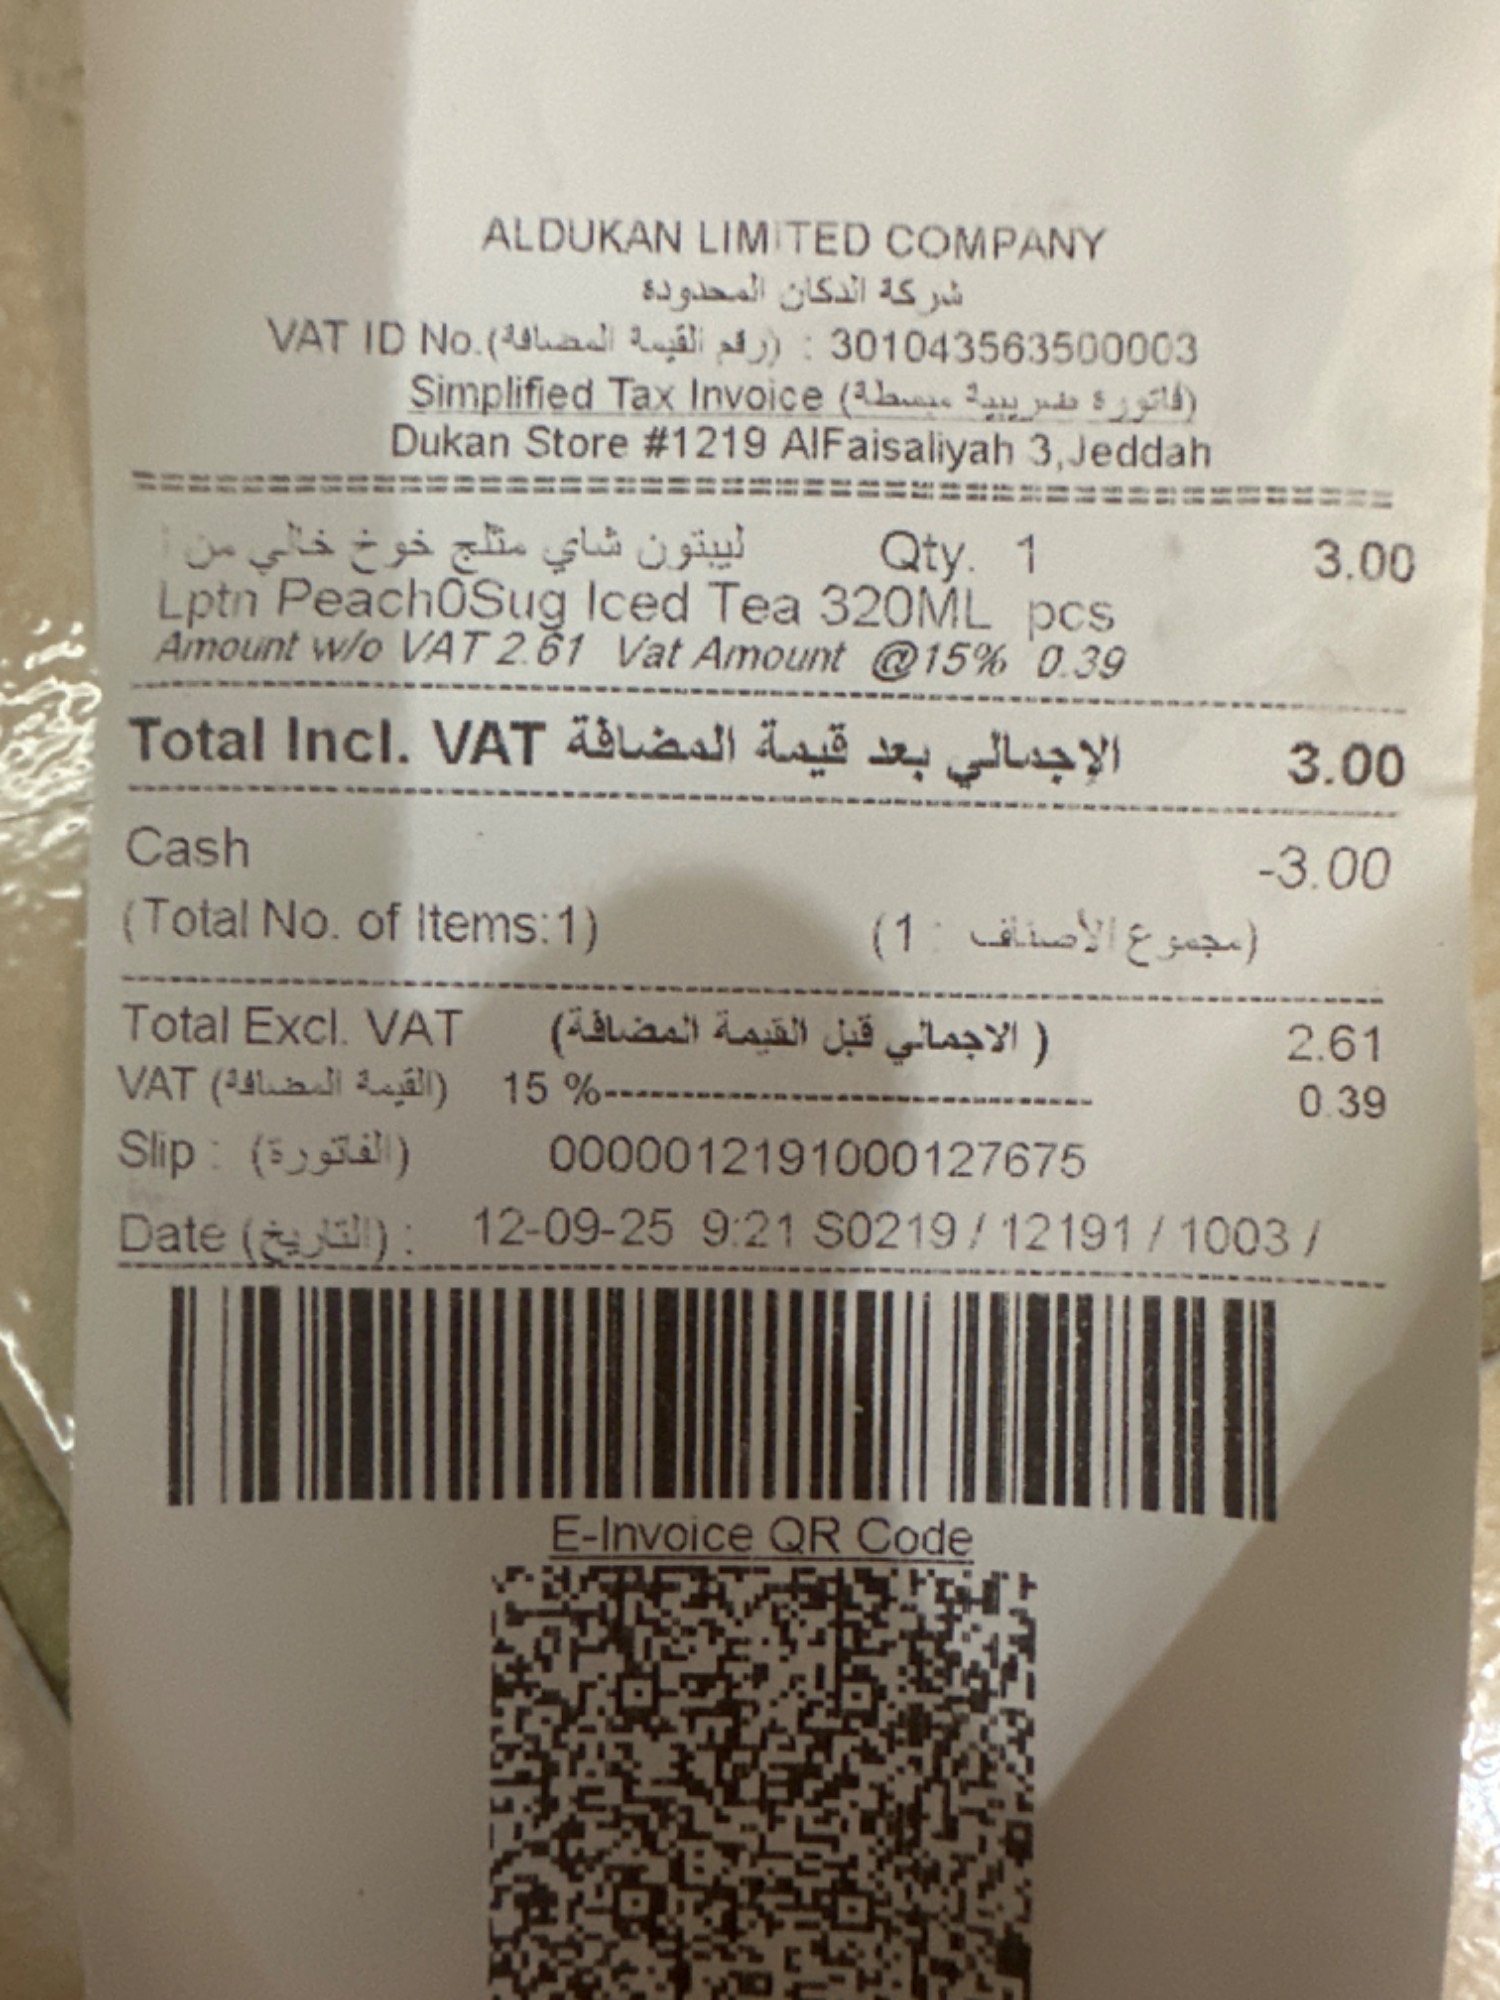 ALDUKAN LIMITED COMPANY
شركة الدكان المحدودة
VAT ID No.(رقم القيمة المضافة) : 301043563500003
Simplified Tax Invoice (فاتورة ضريبية مبسطة)
Dukan Store #1219 AlFaisaliyah 3,Jeddah
ليبتون شاي مثلج خوخ خالي من ا Qty. 1 3.00
Lptn Peach0Sug Iced Tea 320ML pcs
Amount w/o VAT 2.61 Vat Amount @15% 0.39
Total Incl. VAT الإجمالي بعد قيمة المضافة 3.00
Cash -3.00
(Total No. of Items:1) (مجموع الأصناف : 1)
Total Excl. VAT (الاجمالي قبل القيمة المضافة ) 2.61
VAT (القيمة المضافة) 15 %------------------------------ 0.39
Slip : (الفاتورة) 0000012191000127675
Date (التاريخ) : 12-09-25 9:21 S0219 / 12191 / 1003 /
E-Invoice QR Code